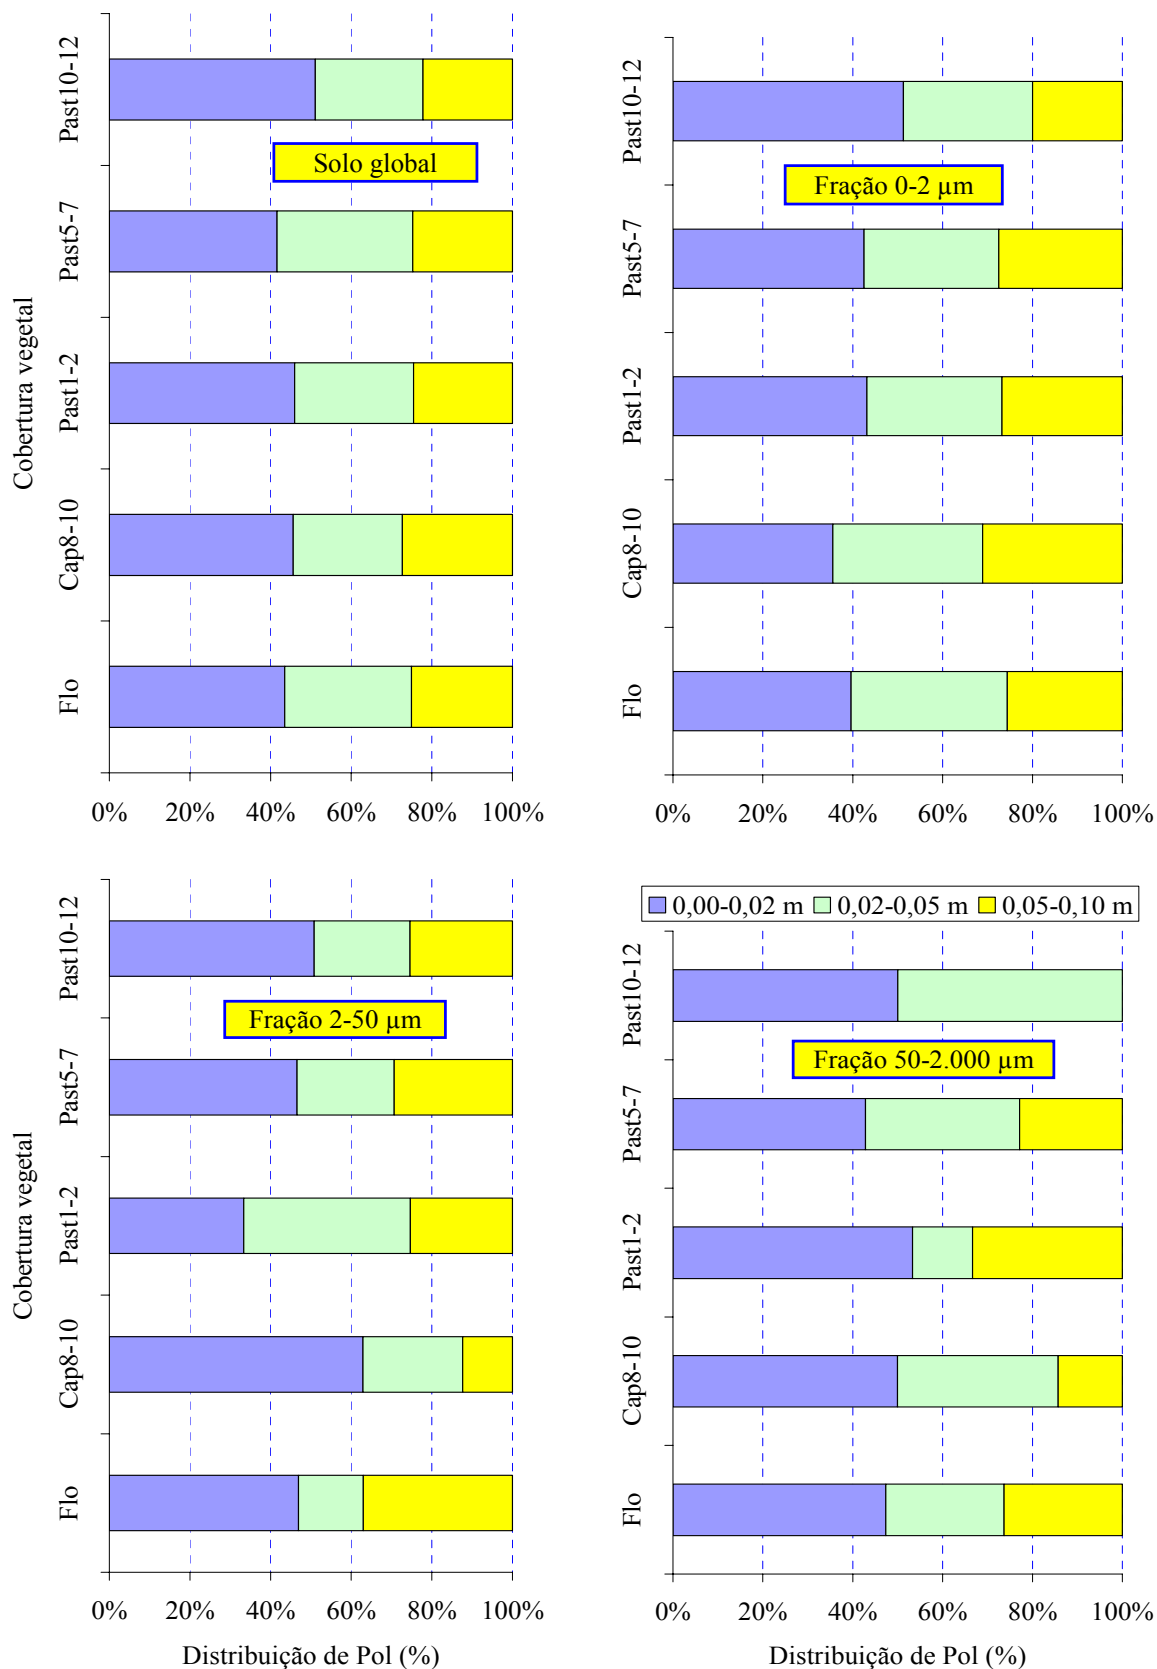 Past10-12
Solo global
Past5-7
Past1-2
Cap8-10
Flo
Cobertura vegetal
0% 20% 40% 60% 80% 100%
Past10-12
Fração 0-2 µm
Past5-7
Past1-2
Cap8-10
Flo
0% 20% 40% 60% 80% 100%
Past10-12
Fração 2-50 µm
Past5-7
Past1-2
Cap8-10
Flo
Cobertura vegetal
0% 20% 40% 60% 80% 100%
Distribuição de Pol (%)
0,00-0,02 m 0,02-0,05 m 0,05-0,10 m
Past10-12
Fração 50-2.000 µm
Past5-7
Past1-2
Cap8-10
Flo
0% 20% 40% 60% 80% 100%
Distribuição de Pol (%)